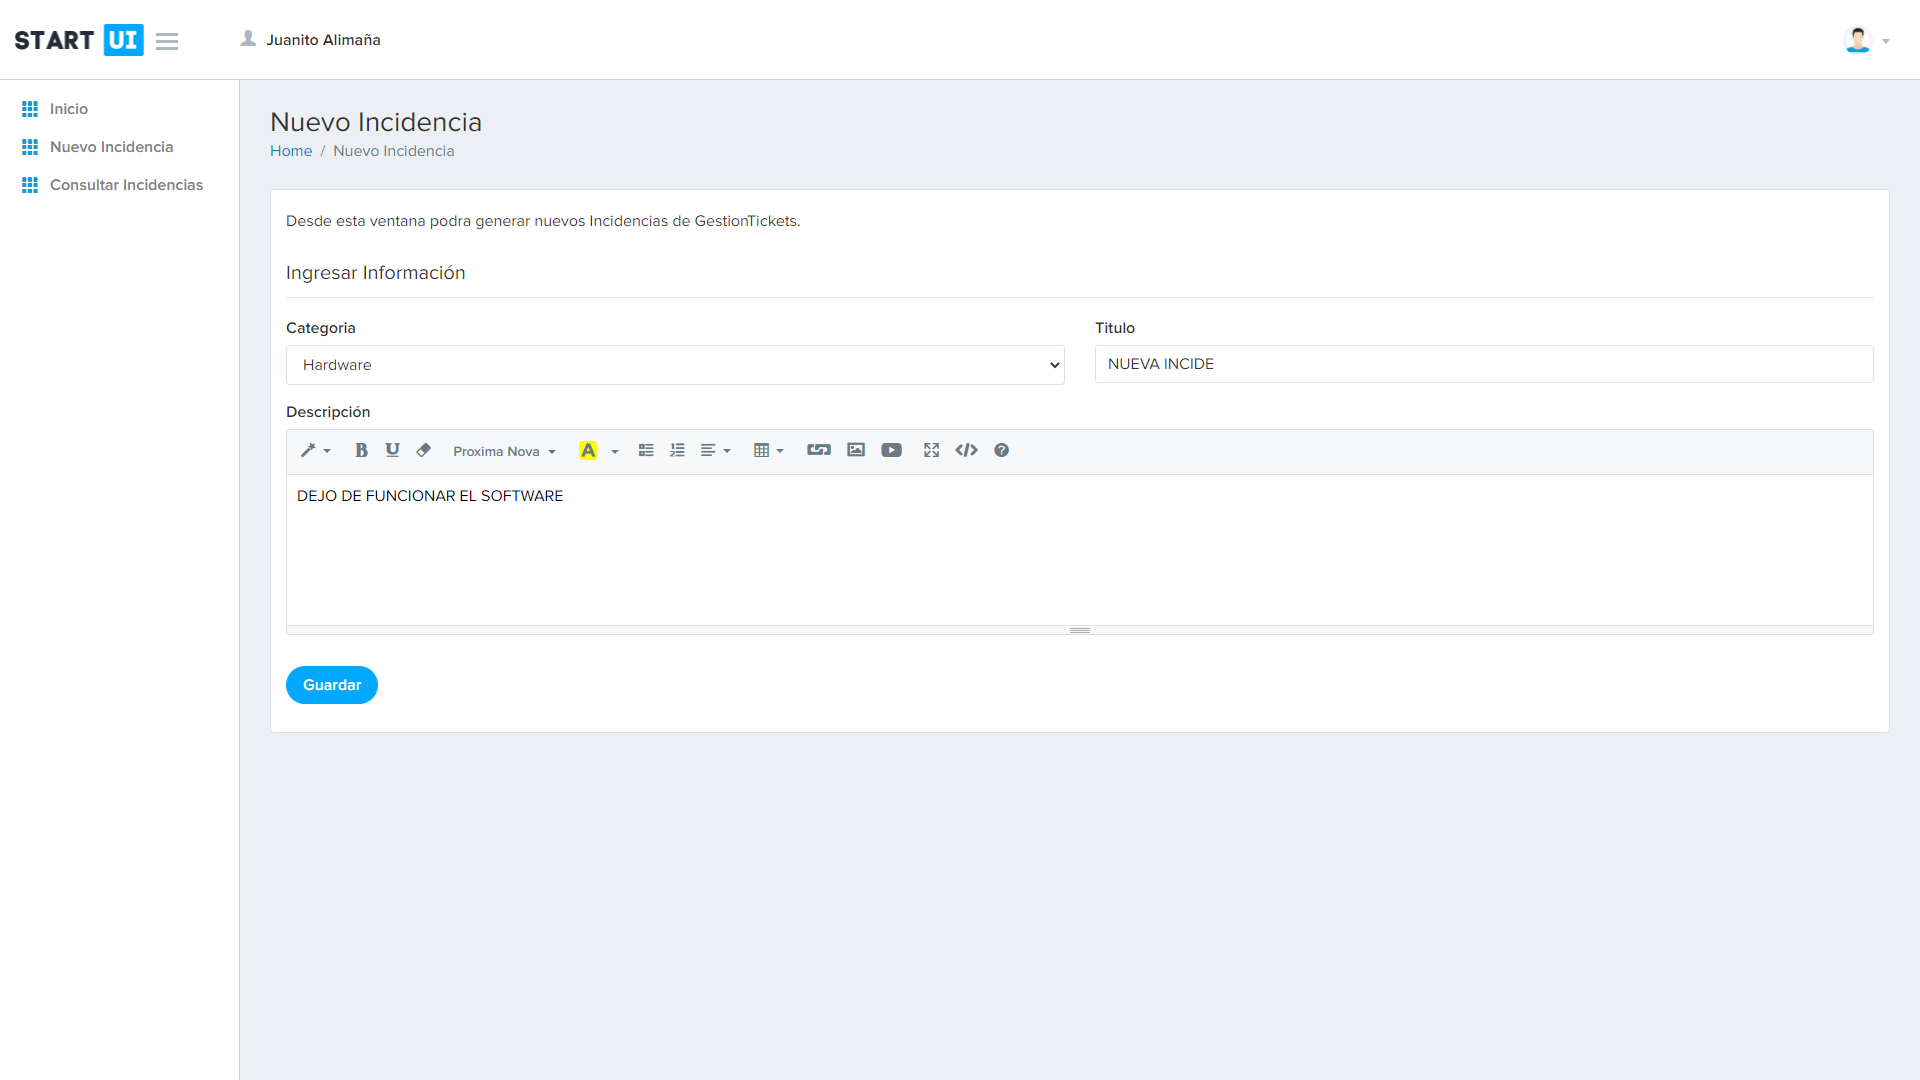 START UI
Juanito Alimaña
Inicio
Nuevo Incidencia
Consultar Incidencias
Nuevo Incidencia
Home / Nuevo Incidencia
Desde esta ventana podra generar nuevos Incidencias de GestionTickets.
Ingresar Información
Categoria
Titulo
Hardware
NUEVA INCIDE
Descripción
B U Proxima Nova A
DEJO DE FUNCIONAR EL SOFTWARE
Guardar